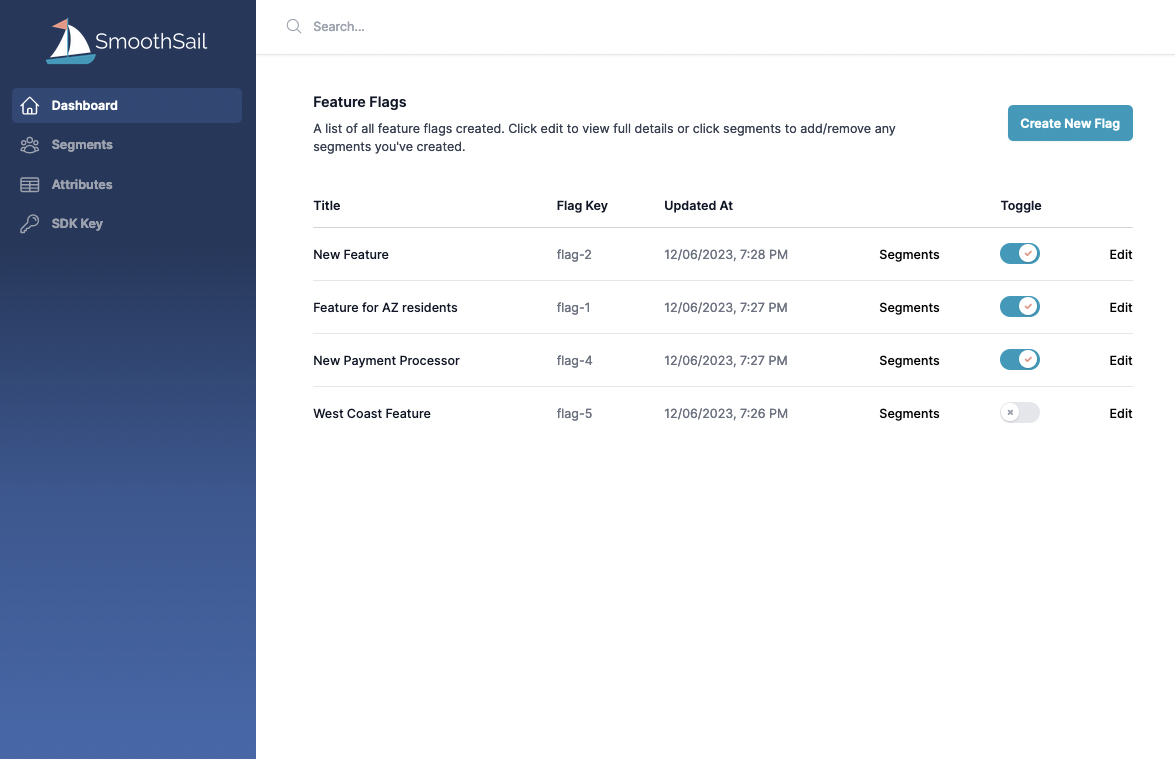 SmoothSail
Search...
Dashboard
Segments
Attributes
SDK Key
Feature Flags
A list of all feature flags created. Click edit to view full details or click segments to add/remove any
segments you've created.
Create New Flag
Title Flag Key Updated At Toggle
New Feature flag-2 12/06/2023, 7:28 PM Segments Edit
Feature for AZ residents flag-1 12/06/2023, 7:27 PM Segments Edit
New Payment Processor flag-4 12/06/2023, 7:27 PM Segments Edit
West Coast Feature flag-5 12/06/2023, 7:26 PM Segments Edit